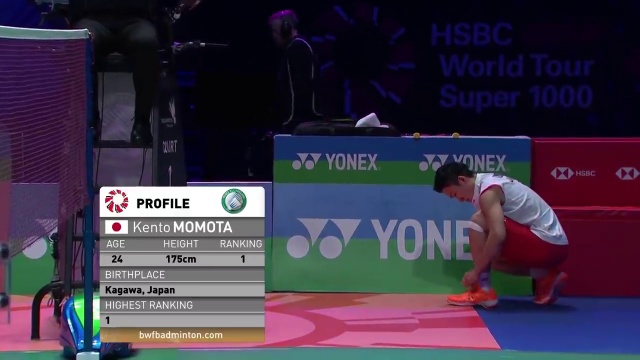 HSBC
World Tour
Super 1000
YONEX
YONEX
HSBC
HSBC
YONE
PROFILE
Kento MOMOTA
AGE HEIGHT RANKING
24 175cm 1
BIRTHPLACE
Kagawa, Japan
HIGHEST RANKING
1
bwfbadminton.com